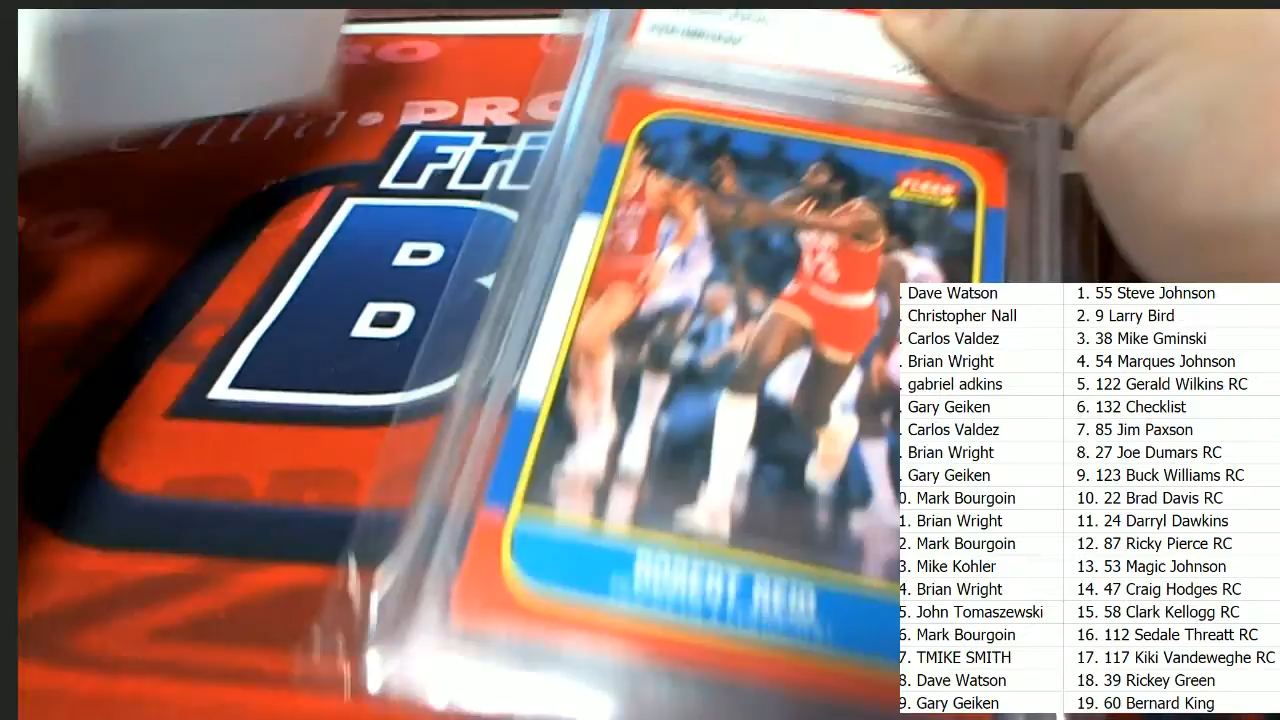 RO
Ultra • PRO
Fri
B
D
D
FLEER
ROBERT REID
. Dave Watson 1. 55 Steve Johnson
. Christopher Nall 2. 9 Larry Bird
. Carlos Valdez 3. 38 Mike Gminski
. Brian Wright 4. 54 Marques Johnson
. gabriel adkins 5. 122 Gerald Wilkins RC
. Gary Geiken 6. 132 Checklist
. Carlos Valdez 7. 85 Jim Paxson
. Brian Wright 8. 27 Joe Dumars RC
. Gary Geiken 9. 123 Buck Williams RC
0. Mark Bourgoin 10. 22 Brad Davis RC
1. Brian Wright 11. 24 Darryl Dawkins
2. Mark Bourgoin 12. 87 Ricky Pierce RC
3. Mike Kohler 13. 53 Magic Johnson
4. Brian Wright 14. 47 Craig Hodges RC
5. John Tomaszewski 15. 58 Clark Kellogg RC
6. Mark Bourgoin 16. 112 Sedale Threatt RC
7. TMIKE SMITH 17. 117 Kiki Vandeweghe RC
8. Dave Watson 18. 39 Rickey Green
9. Gary Geiken 19. 60 Bernard King